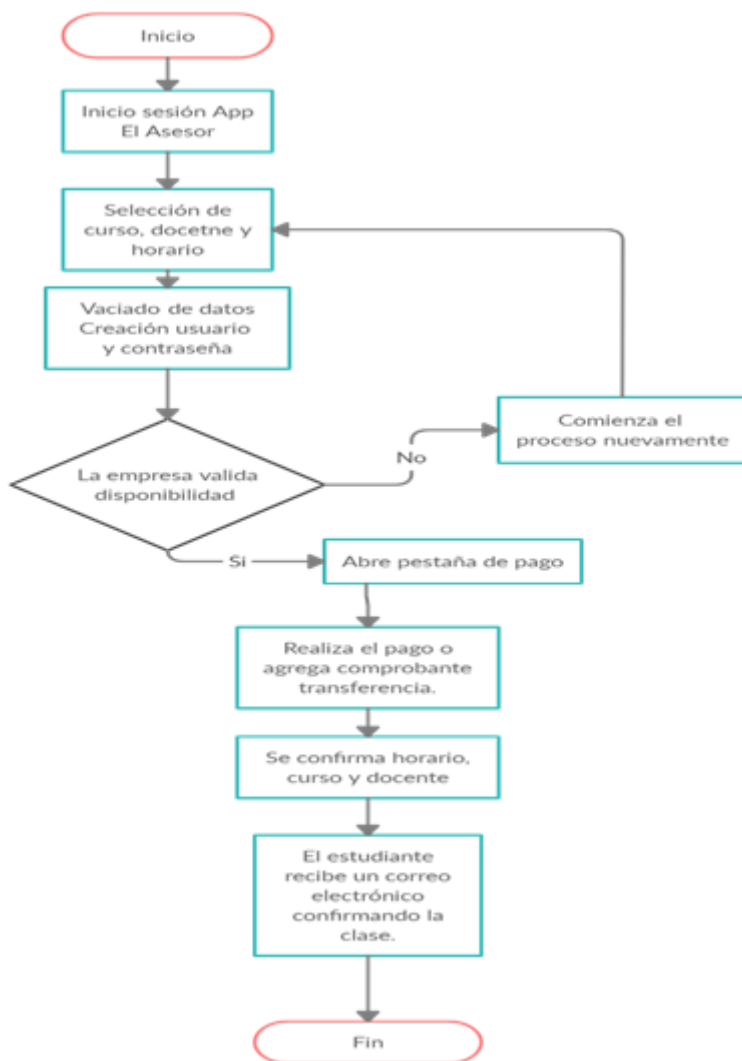 Inicio
Inicio sesión App
El Asesor
Selección de
curso, docetne y
horario
Vaciado de datos
Creación usuario
y contraseña
Comienza el
proceso nuevamente
No
La empresa valida
disponibilidad
Si
Abre pestaña de pago
Realiza el pago o
agrega comprobante
transferencia.
Se confirma horario,
curso y docente
El estudiante
recibe un correo
electrónico
confirmando la
clase.
Fin